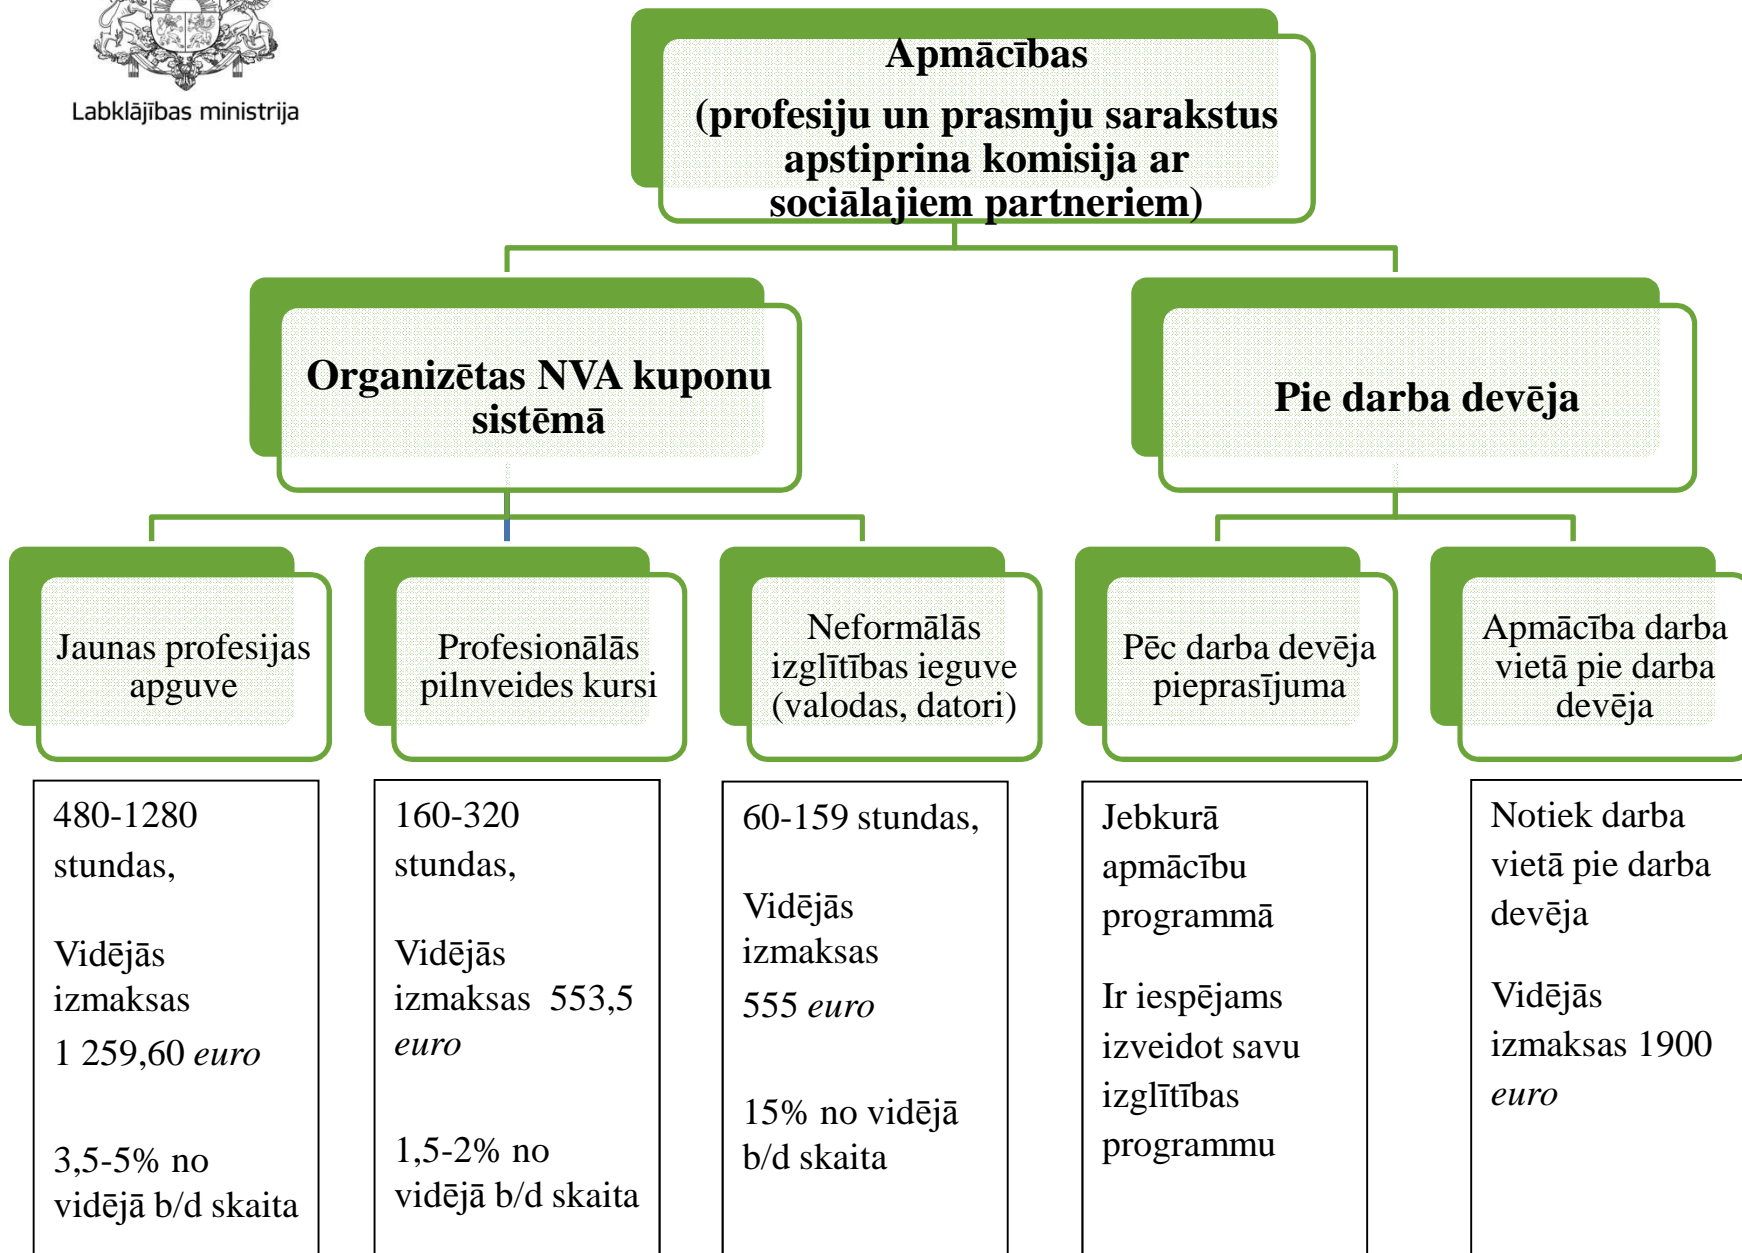 Labklājības ministrija
Apmācības
(profesiju un prasmju sarakstus
apstiprina komisija ar
sociālajiem partneriem)
Organizētas NVA kuponu
sistēmā
Pie darba devēja
Jaunas profesijas
apguve
Profesionālās
pilnveides kursi
Neformālās
izglītības ieguve
(valodas, datori)
Pēc darba devēja
pieprasījuma
Apmācība darba
vietā pie darba
devēja
480-1280
stundas,
Vidējās
izmaksas
1 259,60 euro
3,5-5% no
vidējā b/d skaita
160-320
stundas,
Vidējās
izmaksas 553,5
euro
1,5-2% no
vidējā b/d skaita
60-159 stundas,
Vidējās
izmaksas
555 euro
15% no vidējā
b/d skaita
Jebkurā
apmācību
programmā
Ir iespējams
izveidot savu
izglītības
programmu
Notiek darba
vietā pie darba
devēja
Vidējās
izmaksas 1900
euro